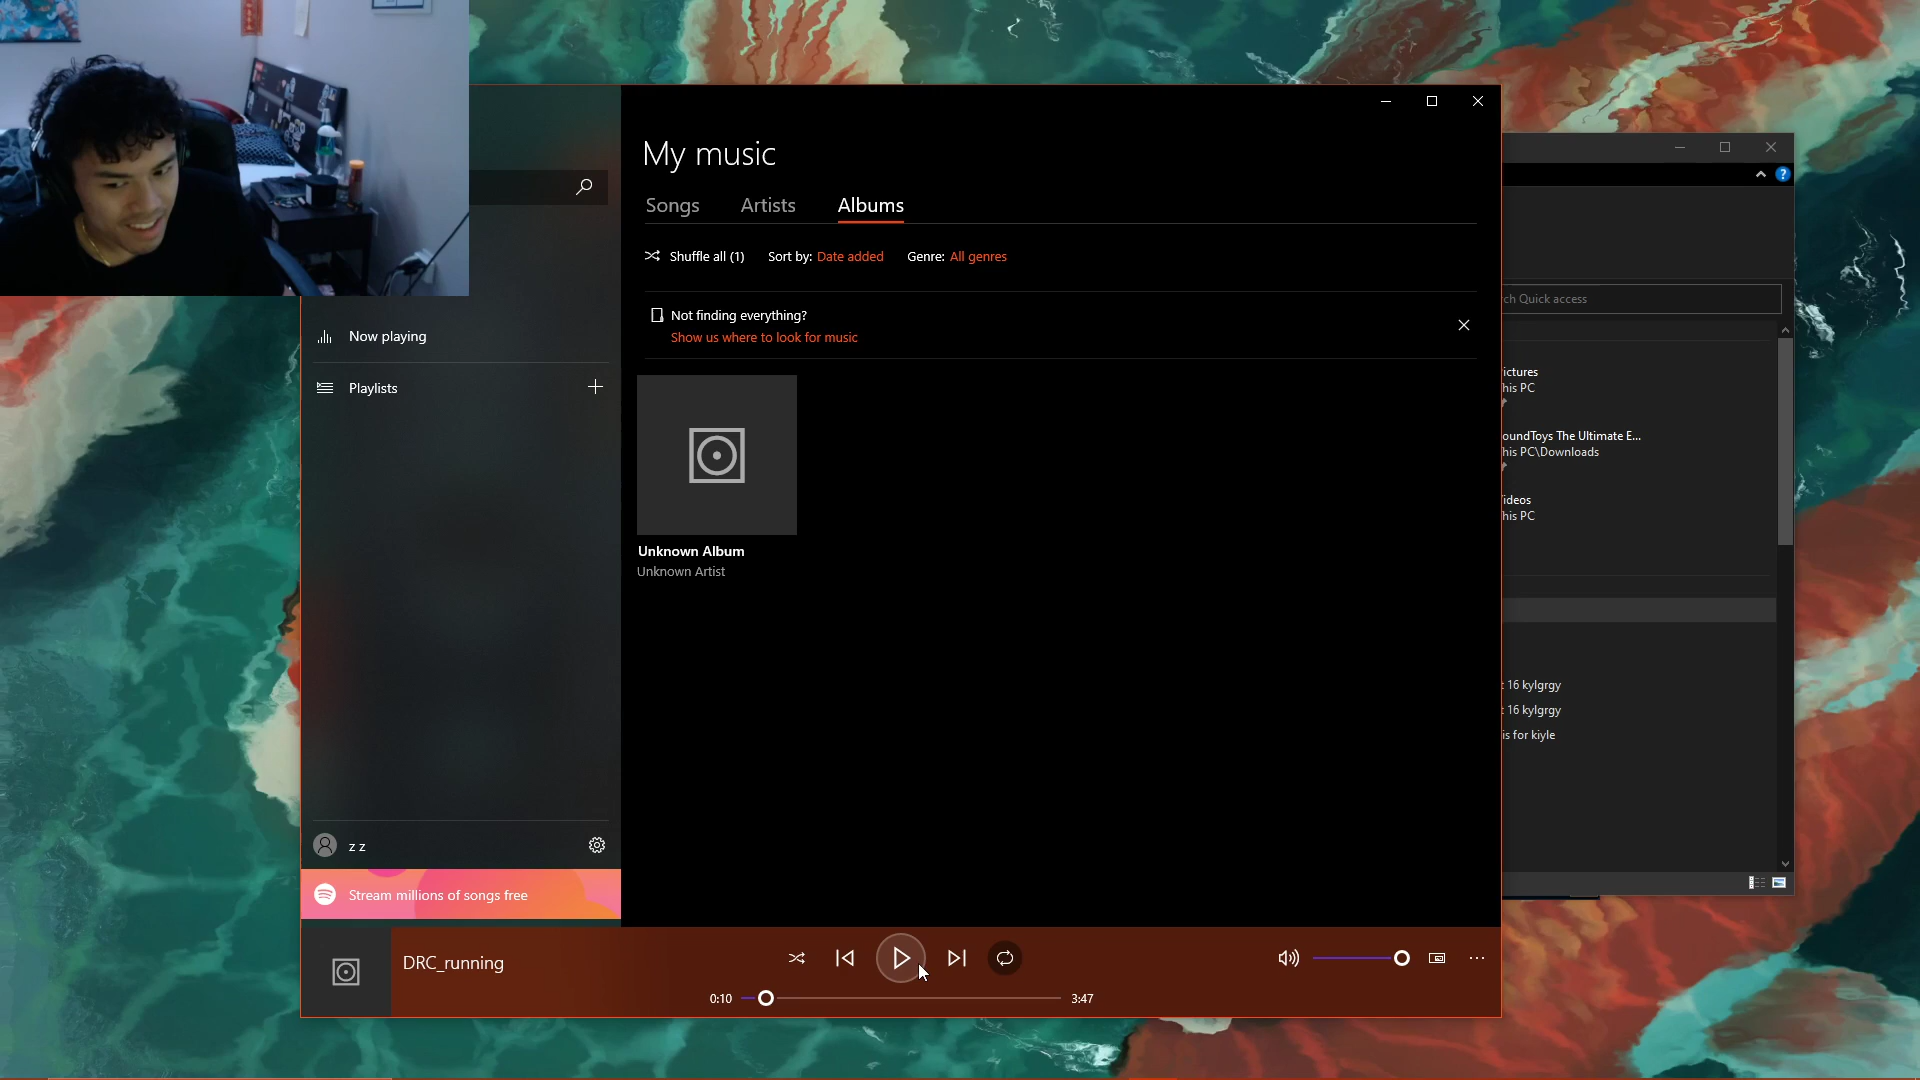 My music
Songs Artists Albums
Shuffle all (1) Sort by: Date added Genre: All genres
Not finding everything?
Show us where to look for music
Unknown Album
Unknown Artist
Now playing
Playlists
z z
Stream millions of songs free
DRC_running
0:10
3:47
?
ch Quick access
ictures
his PC
oundToys The Ultimate E...
his PC\Downloads
ideos
his PC
16 kylgrgy
16 kylgrgy
is for kiyle